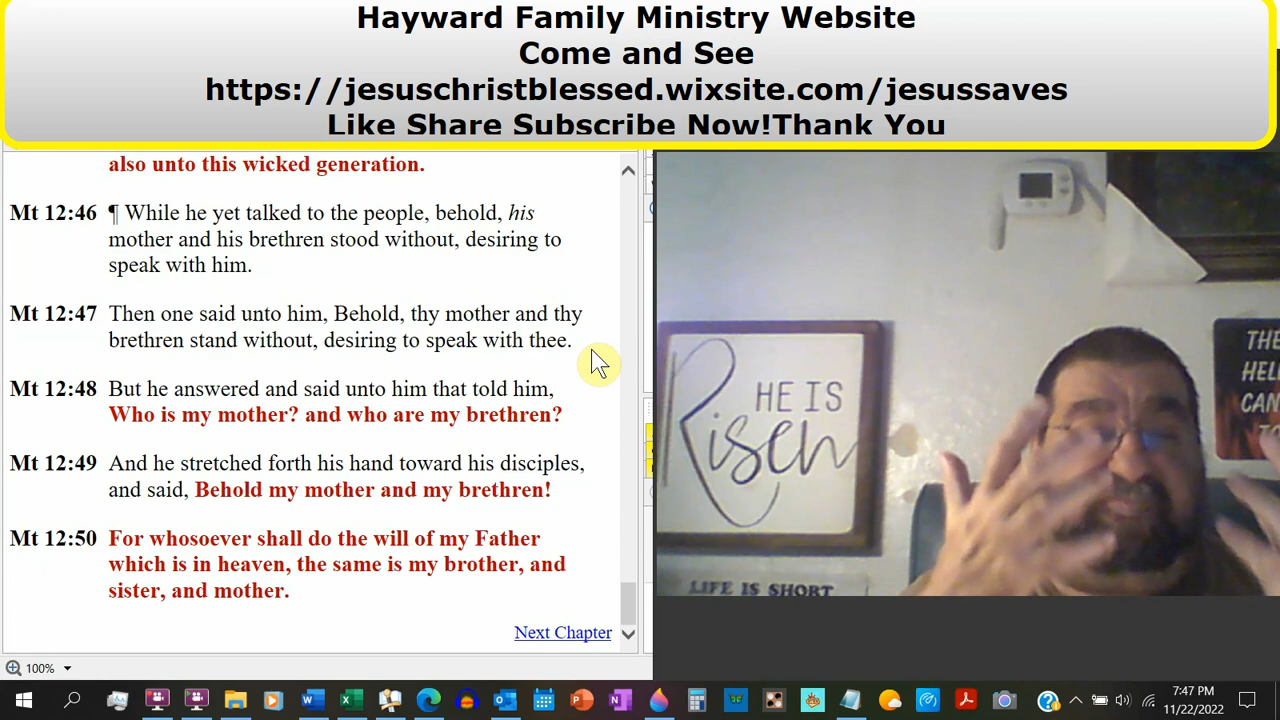 Hayward Family Ministry Website
Come and See
https://jesuschristblessed.wixsite.com/jesussaves
Like Share Subscribe Now!Thank You
also unto this wicked generation.
Mt 12:46 ¶ While he yet talked to the people, behold, his
mother and his brethren stood without, desiring to
speak with him.
Mt 12:47 Then one said unto him, Behold, thy mother and thy
brethren stand without, desiring to speak with thee.
Mt 12:48 But he answered and said unto him that told him,
Who is my mother? and who are my brethren?
Mt 12:49 And he stretched forth his hand toward his disciples,
and said, Behold my mother and my brethren!
Mt 12:50 For whosoever shall do the will of my Father
which is in heaven, the same is my brother, and
sister, and mother.
Next Chapter
100%
HE IS
Risen
LIFE IS SHORT
THE
HEL
CAN
TO
7:47 PM
11/22/2022